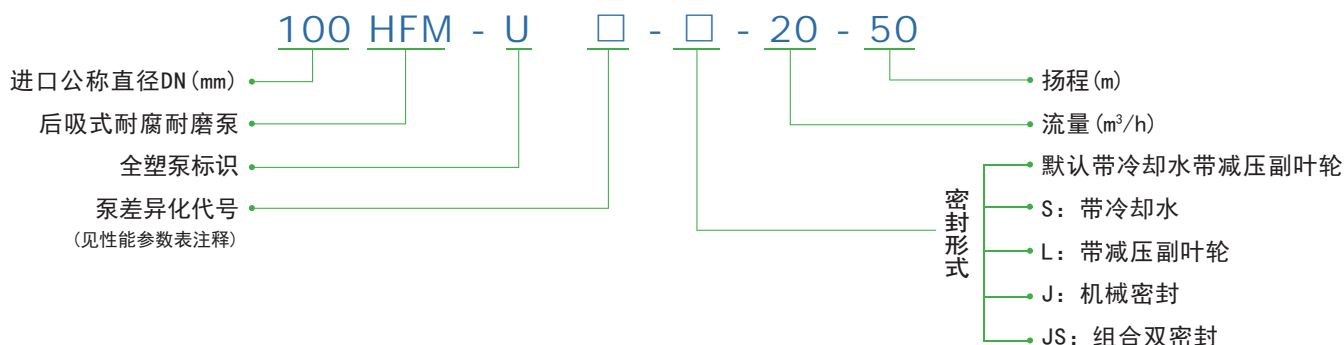 100 HFM - U □ - □ - 20 - 50
进口公称直径DN(mm)
后吸式耐腐耐磨泵
全塑泵标识
泵差异化代号
(见性能参数表注释)
扬程(m)
流量(m³/h)
密封形式
默认带冷却水带减压副叶轮
S：带冷却水
L：带减压副叶轮
J：机械密封
JS：组合双密封